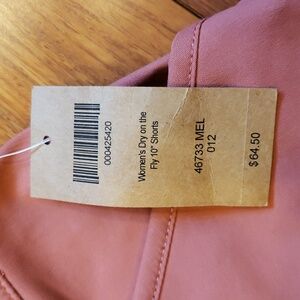 000425420
Women's Dry on the
Fly 10" Shorts
46733 MEL
012
$64.50